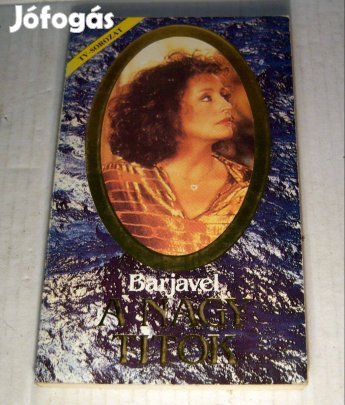 Jófogás
TV-SOROZAT
Barjavel
A NAGY
TITOK